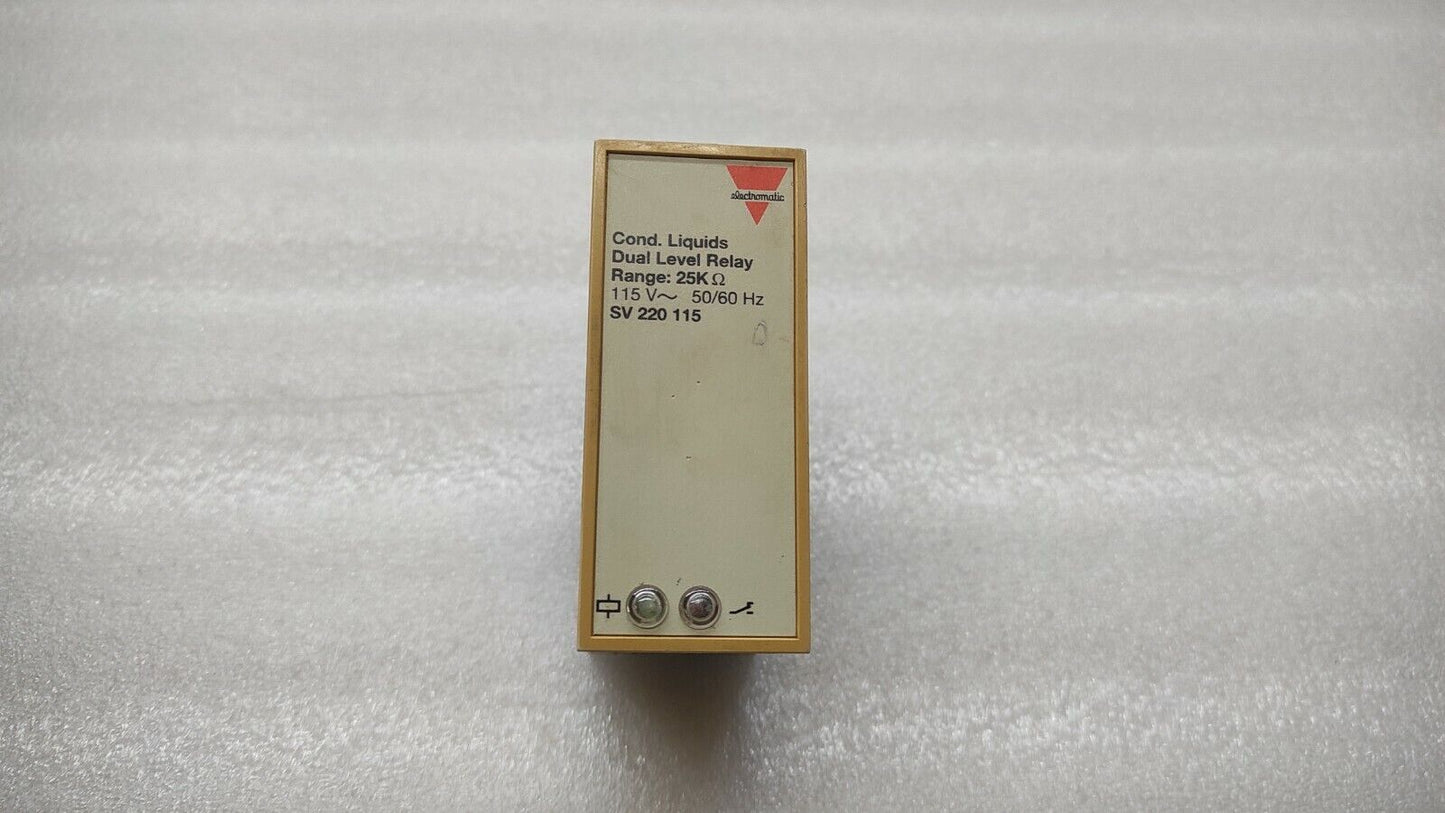 electromatic
Cond. Liquids
Dual Level Relay
Range: 25K Ω
115 V~ 50/60 Hz
SV 220 115